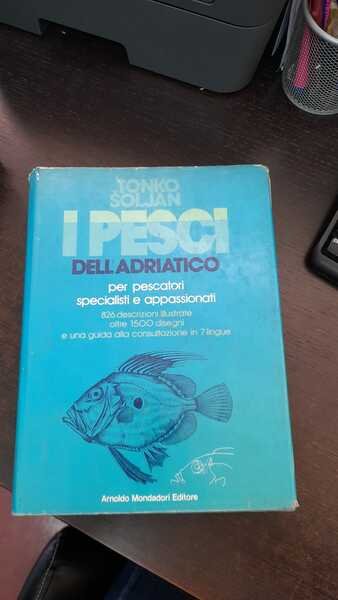 TONKO
ŠOLJAN
I PESCI
DELL'ADRIATICO
per pescatori
specialisti e appassionati
826 descrizioni illustrate
oltre 1500 disegni
e una guida alla consultazione in 7 lingue
Arnoldo Mondadori Editore